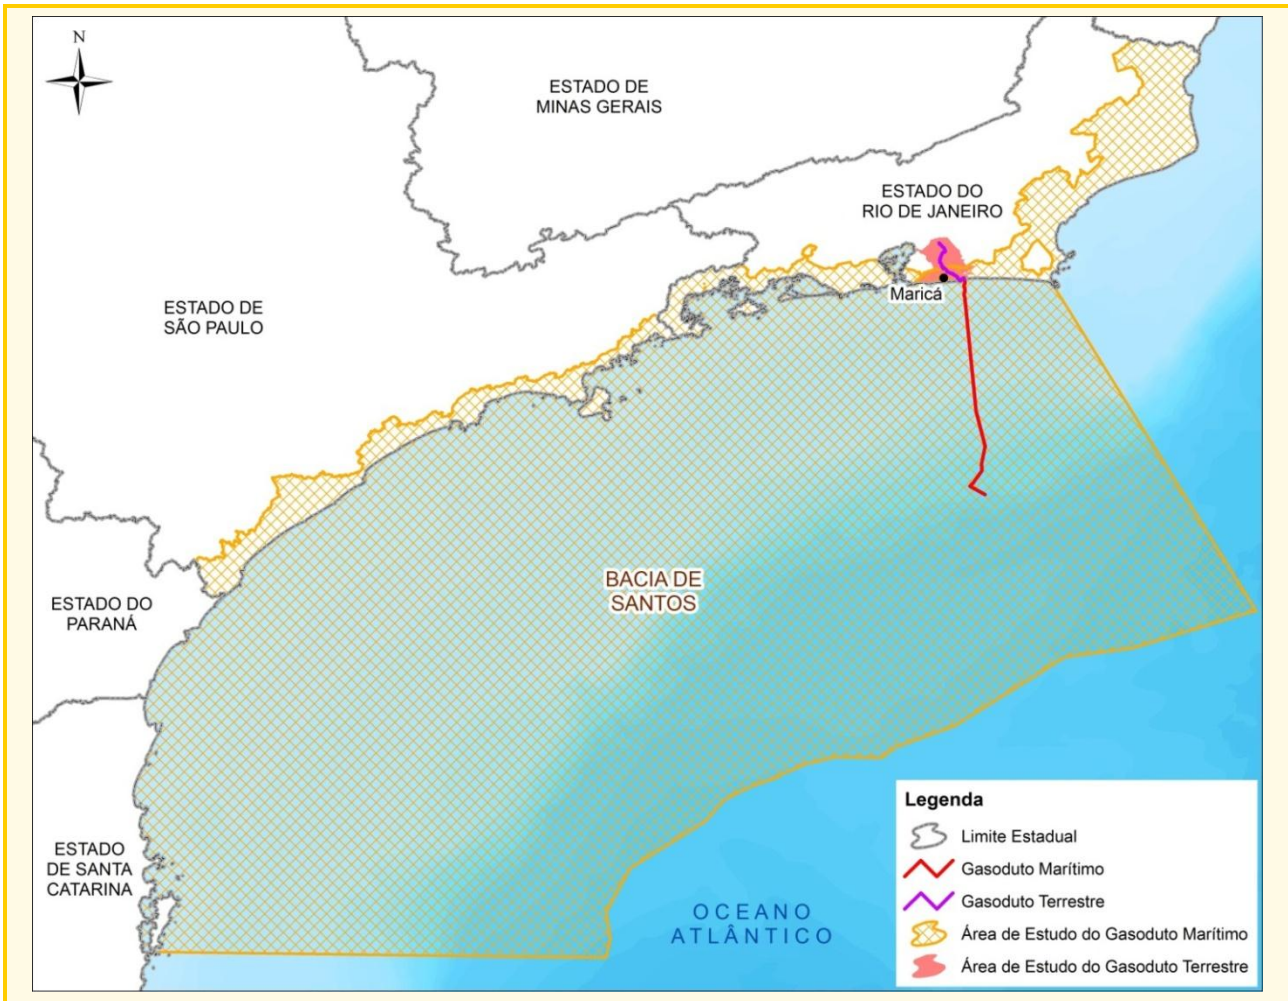 N
ESTADO DE
MINAS GERAIS
ESTADO DO
RIO DE JANEIRO
Maricá
ESTADO DE
SÃO PAULO
BACIA DE
SANTOS
ESTADO DO
PARANÁ
ESTADO
DE SANTA
CATARINA
OCEANO
ATLÂNTICO
Legenda
Limite Estadual
Gasoduto Marítimo
Gasoduto Terrestre
Área de Estudo do Gasoduto Marítimo
Área de Estudo do Gasoduto Terrestre